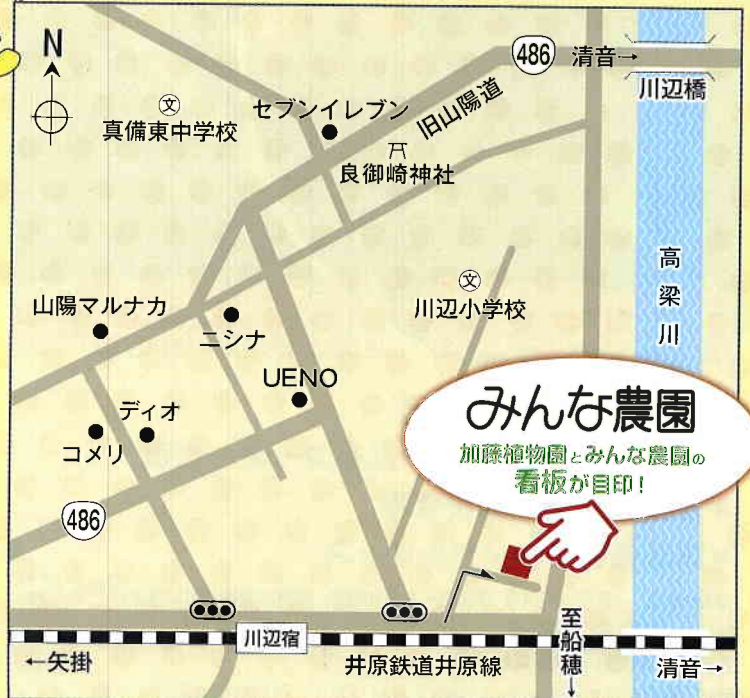 N
486
清音→
川辺橋
真備東中学校
セブンイレブン
旧山陽道
良御崎神社
高梁川
山陽マルナカ
ニシナ
川辺小学校
UENO
ディオ
コメリ
みんな農園
加藤植物園とみんな農園の
看板が目印!
486
川辺宿
←矢掛
井原鉄道井原線
至船穂↓
清音→